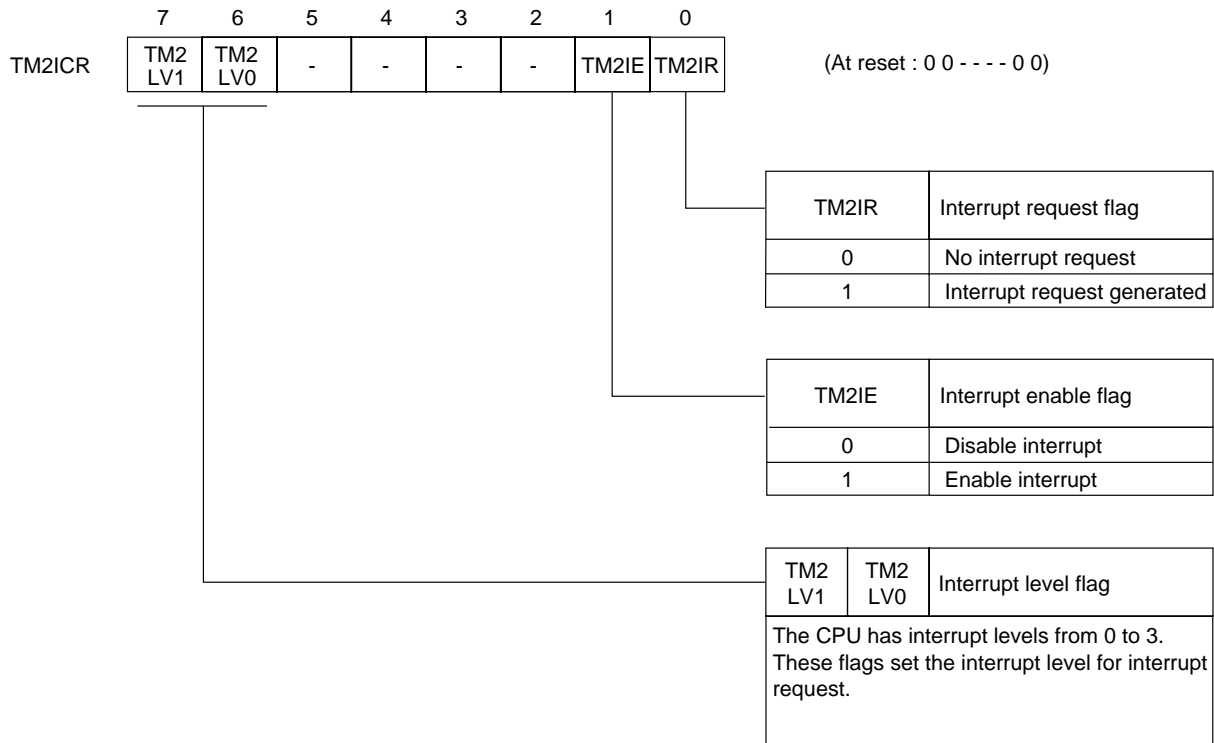 7 6 5 4 3 2 1 0
TM2ICR TM2 LV1 TM2 LV0 - - - - TM2IE TM2IR (At reset : 0 0 - - - - 0 0)
TM2IR Interrupt request flag
0 No interrupt request
1 Interrupt request generated
TM2IE Interrupt enable flag
0 Disable interrupt
1 Enable interrupt
TM2 LV1 TM2 LV0 Interrupt level flag
The CPU has interrupt levels from 0 to 3.
These flags set the interrupt level for interrupt
request.